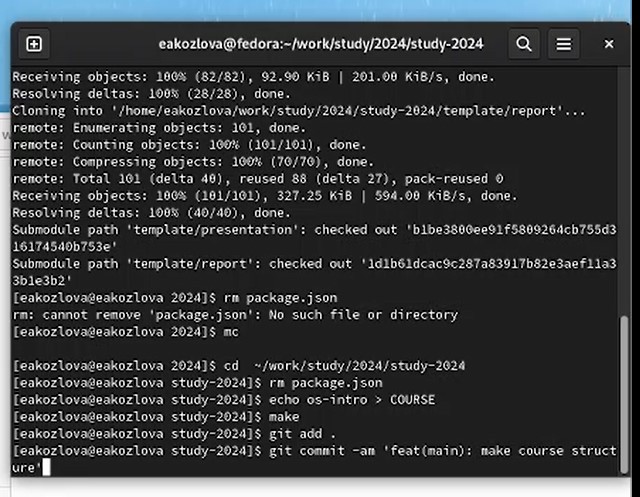 eakozlova@fedora:~/work/study/2024/study-2024
Receiving objects: 100% (82/82), 92.90 KiB | 201.00 KiB/s, done.
Resolving deltas: 100% (28/28), done.
Cloning into '/home/eakozlova/work/study/2024/study-2024/template/report'...
remote: Enumerating objects: 101, done.
remote: Counting objects: 100% (101/101), done.
remote: Compressing objects: 100% (70/70), done.
remote: Total 101 (delta 40), reused 88 (delta 27), pack-reused 0
Receiving objects: 100% (101/101), 327.25 KiB | 594.00 KiB/s, done.
Resolving deltas: 100% (40/40), done.
Submodule path 'template/presentation': checked out 'b1be3800ee91f5809264cb755d3
16174540b753e'
Submodule path 'template/report': checked out '1d1b61dcac9c287a83917b82e3aef11a3
3b1e3b2'
[eakozlova@eakozlova 2024]$ rm package.json
rm: cannot remove 'package.json': No such file or directory
[eakozlova@eakozlova 2024]$ mc
[eakozlova@eakozlova 2024]$ cd  ~/work/study/2024/study-2024
[eakozlova@eakozlova study-2024]$ rm package.json
[eakozlova@eakozlova study-2024]$ echo os-intro > COURSE
[eakozlova@eakozlova study-2024]$ make
[eakozlova@eakozlova study-2024]$ git add .
[eakozlova@eakozlova study-2024]$ git commit -am 'feat(main): make course struct
ure'